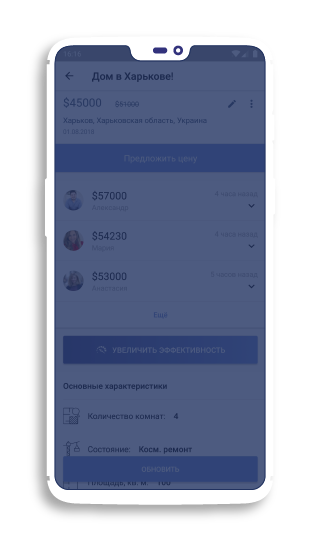 Дом в Харькове!
$45000 $51000
Харьков, Харьковская область, Украина
01.08.2018
Предложить цену
$57000 4 часа назад
Александр
$54230 4 часа назад
Мария
$53000 5 часов назад
Анастасия
Ещё
УВЕЛИЧИТЬ ЭФФЕКТИВНОСТЬ
Основные характеристики
Количество комнат: 4
Состояние: Косм. ремонт
ОБНОВИТЬ
Площадь, кв. м: 100